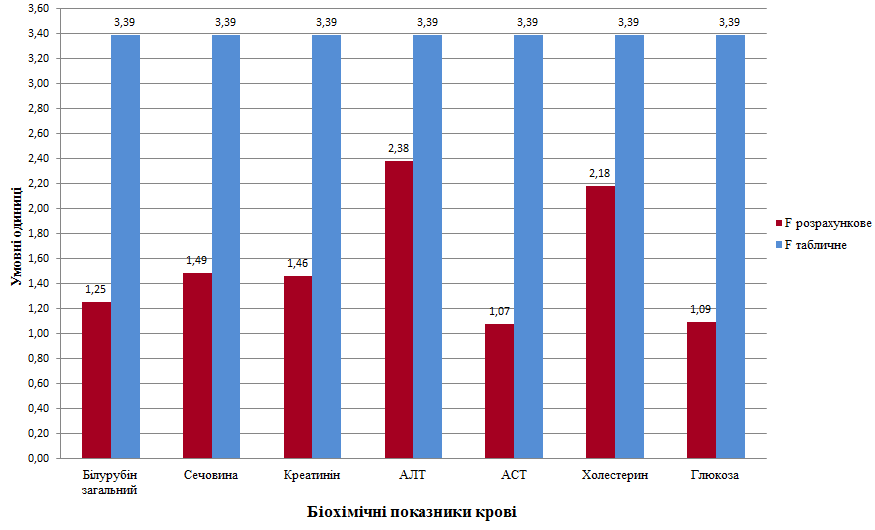 3,60
3,40
3,20
3,00
2,80
2,60
2,40
2,20
2,00
1,80
1,60
1,40
1,20
1,00
0,80
0,60
0,40
0,20
0,00
Умовні одиниці
3,39 3,39 3,39 3,39 3,39 3,39 3,39
1,25 1,49 1,46 2,38 1,07 2,18 1,09
Білурубін загальний
Сечовина
Креатинін
АЛТ
АСТ
Холестерин
Глюкоза
Біохімічні показники крові
F розрахункове
F табличне